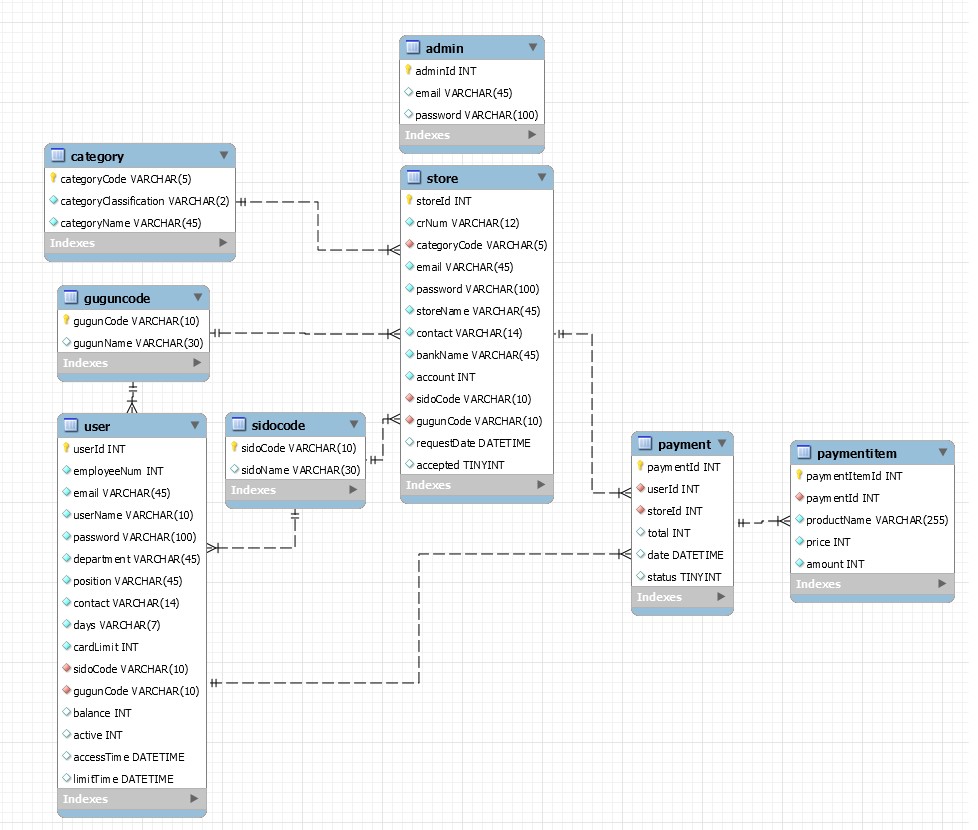 admin
adminId INT
email VARCHAR(45)
password VARCHAR(100)
Indexes
category
categoryCode VARCHAR(5)
categoryClassification VARCHAR(2)
categoryName VARCHAR(45)
Indexes
store
storeId INT
crNum VARCHAR(12)
categoryCode VARCHAR(5)
email VARCHAR(45)
password VARCHAR(100)
storeName VARCHAR(45)
contact VARCHAR(14)
bankName VARCHAR(45)
account INT
sidoCode VARCHAR(10)
gugunCode VARCHAR(10)
requestDate DATETIME
accepted TINYINT
Indexes
guguncode
gugunCode VARCHAR(10)
gugunName VARCHAR(30)
Indexes
user
userId INT
employeeNum INT
email VARCHAR(45)
userName VARCHAR(10)
password VARCHAR(100)
department VARCHAR(45)
position VARCHAR(45)
contact VARCHAR(14)
days VARCHAR(7)
cardLimit INT
sidoCode VARCHAR(10)
gugunCode VARCHAR(10)
balance INT
active INT
accessTime DATETIME
limitTime DATETIME
Indexes
sidocode
sidoCode VARCHAR(10)
sidoName VARCHAR(30)
Indexes
payment
paymentId INT
userId INT
storeId INT
total INT
date DATETIME
status TINYINT
Indexes
paymentitem
paymentItemId INT
paymentId INT
productName VARCHAR(255)
price INT
amount INT
Indexes